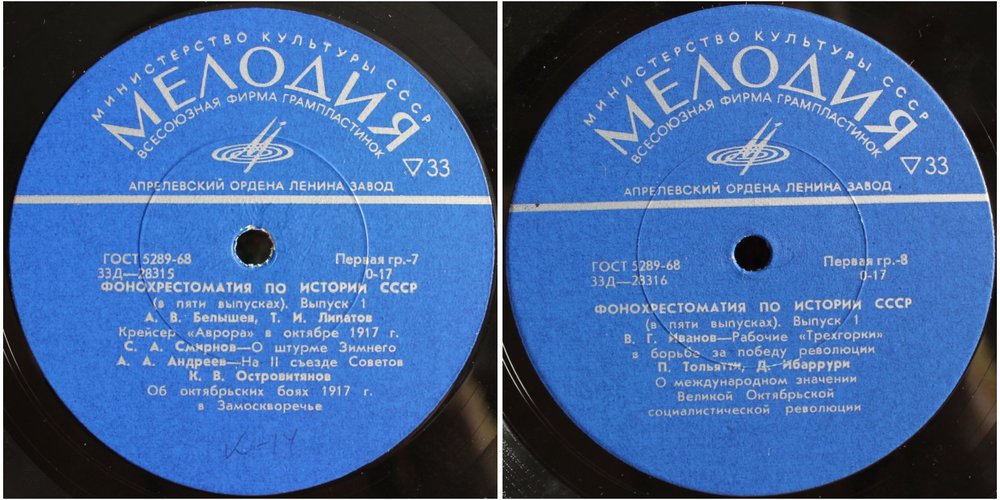 МИНИСТЕРСТВО КУЛЬТУРЫ СССР
МЕЛОДИЯ
ВСЕСОЮЗНАЯ ФИРМА ГРАМПЛАСТИНОК
33
АПРЕЛЕВСКИЙ ОРДЕНА ЛЕНИНА ЗАВОД
ГОСТ 5289-68 Первая гр.-7
33Д—28315 0-17
ФОНОХРЕСТОМАТИЯ ПО ИСТОРИИ СССР
(в пяти выпусках). Выпуск 1
А. В. Белышев, Т. И. Липатов
Крейсер «Аврора» в октябре 1917 г.
С. А. Смирнов—О штурме Зимнего
А. А. Андреев—На II съезде Советов
К. В. Островитянов
Об октябрьских боях 1917 г.
в Замоскворечье
К-14
МИНИСТЕРСТВО КУЛЬТУРЫ СССР
МЕЛОДИЯ
ВСЕСОЮЗНАЯ ФИРМА ГРАМПЛАСТИНОК
33
АПРЕЛЕВСКИЙ ОРДЕНА ЛЕНИНА ЗАВОД
ГОСТ 5289-68 Первая гр.-8
33Д—28316 0-17
ФОНОХРЕСТОМАТИЯ ПО ИСТОРИИ СССР
(в пяти выпусках). Выпуск 1
В. Г. Иванов—Рабочие «Трехгорки»
в борьбе за победу революции
П. Тольятти, Д. Ибаррури
О международном значении
Великой Октябрьской
социалистической революции